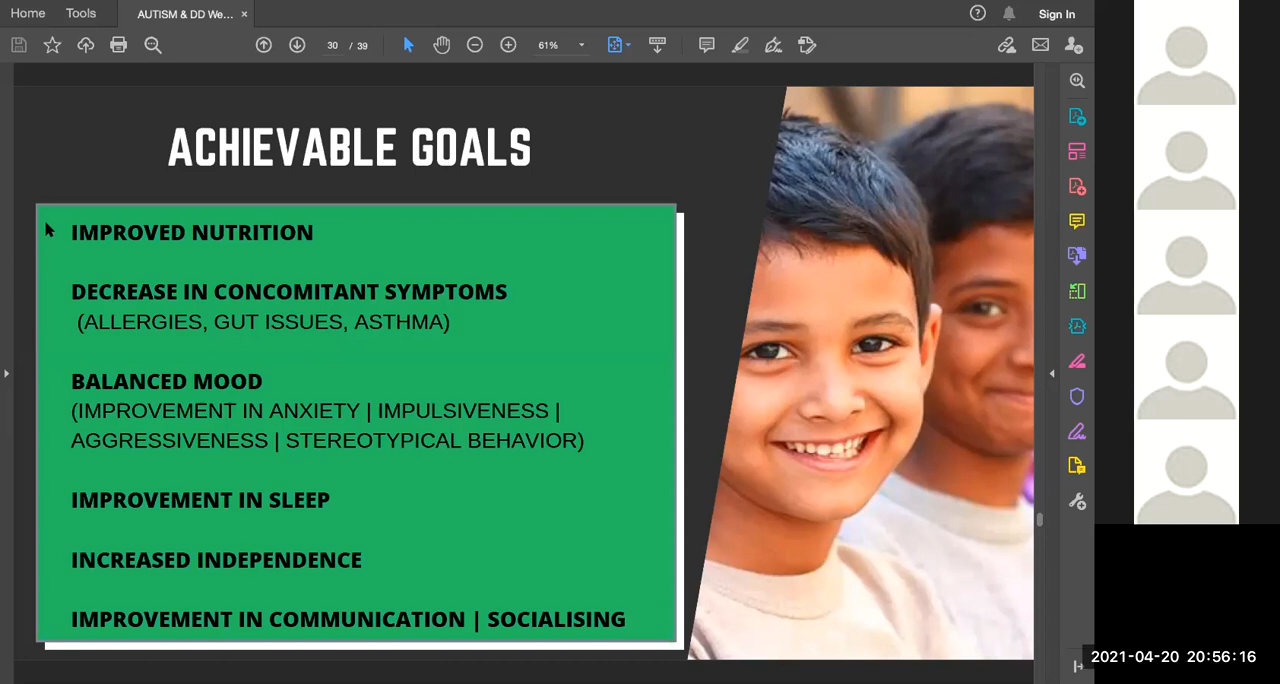 Home Tools AUTISM & DD We... × Sign In
30 / 39 61%
ACHIEVABLE GOALS
IMPROVED NUTRITION
DECREASE IN CONCOMITANT SYMPTOMS
(ALLERGIES, GUT ISSUES, ASTHMA)
BALANCED MOOD
(IMPROVEMENT IN ANXIETY | IMPULSIVENESS |
AGGRESSIVENESS | STEREOTYPICAL BEHAVIOR)
IMPROVEMENT IN SLEEP
INCREASED INDEPENDENCE
IMPROVEMENT IN COMMUNICATION | SOCIALISING
2021-04-20 20:56:16